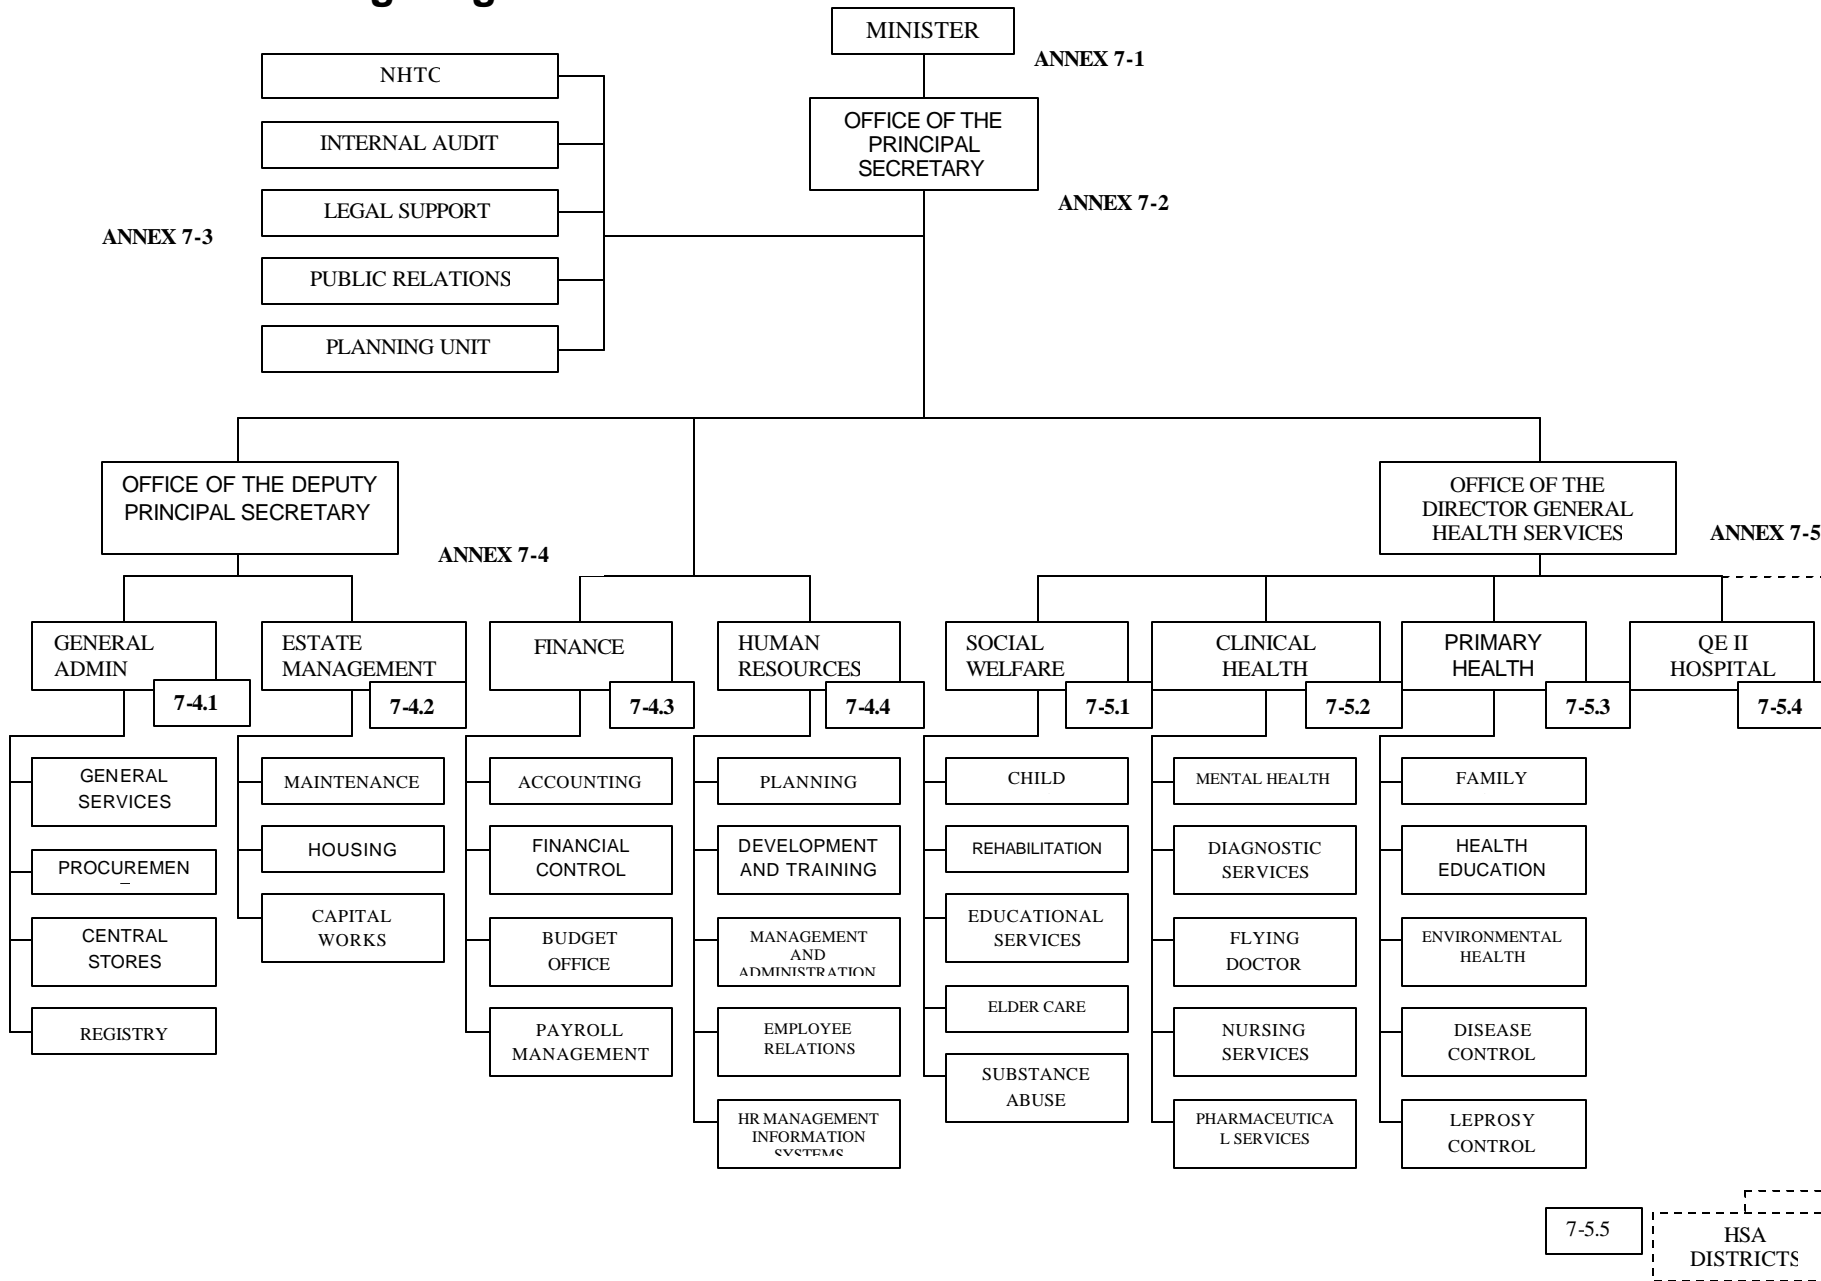 MINISTER
ANNEX 7-1
NHTC
OFFICE OF THE
PRINCIPAL
SECRETARY
INTERNAL AUDIT
ANNEX 7-2
LEGAL SUPPORT
ANNEX 7-3
PUBLIC RELATIONS
PLANNING UNIT
OFFICE OF THE DEPUTY
PRINCIPAL SECRETARY
ANNEX 7-4
OFFICE OF THE
DIRECTOR GENERAL
HEALTH SERVICES
ANNEX 7-5
GENERAL
ADMIN
7-4.1
ESTATE
MANAGEMENT
7-4.2
FINANCE
7-4.3
HUMAN
RESOURCES
7-4.4
SOCIAL
WELFARE
7-5.1
CLINICAL
HEALTH
7-5.2
PRIMARY
HEALTH
7-5.3
QE II
HOSPITAL
7-5.4
GENERAL
SERVICES
PROCUREMEN
CENTRAL
STORES
REGISTRY
MAINTENANCE
HOUSING
CAPITAL
WORKS
ACCOUNTING
FINANCIAL
CONTROL
BUDGET
OFFICE
PAYROLL
MANAGEMENT
PLANNING
DEVELOPMENT
AND TRAINING
MANAGEMENT
AND
ADMINISTRATION
EMPLOYEE
RELATIONS
HR MANAGEMENT
INFORMATION
SYSTEMS
CHILD
REHABILITATION
EDUCATIONAL
SERVICES
ELDER CARE
SUBSTANCE
ABUSE
MENTAL HEALTH
DIAGNOSTIC
SERVICES
FLYING
DOCTOR
NURSING
SERVICES
PHARMACEUTICA
L SERVICES
FAMILY
HEALTH
EDUCATION
ENVIRONMENTAL
HEALTH
DISEASE
CONTROL
LEPROSY
CONTROL
7-5.5
HSA
DISTRICTS